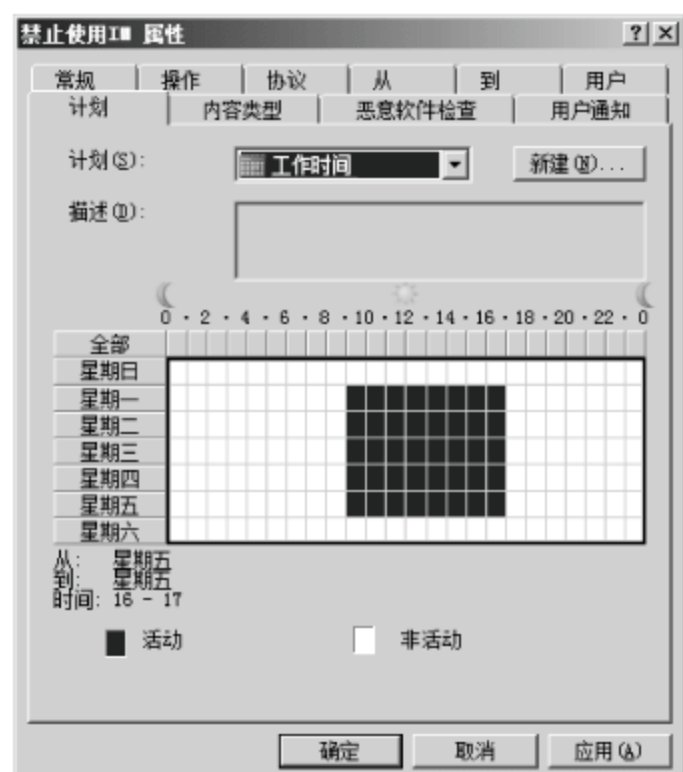 禁止使用IM 属性
常规 操作 协议 从 到 用户
计划 内容类型 恶意软件检查 用户通知
计划(S): 工作时间 新建(N)...
描述(D):
0 · 2 · 4 · 6 · 8 · 10 · 12 · 14 · 16 · 18 · 20 · 22 · 0
全部
星期日
星期一
星期二
星期三
星期四
星期五
星期六
从: 星期五
到: 星期五
时间: 16 - 17
活动 非活动
确定 取消 应用(A)